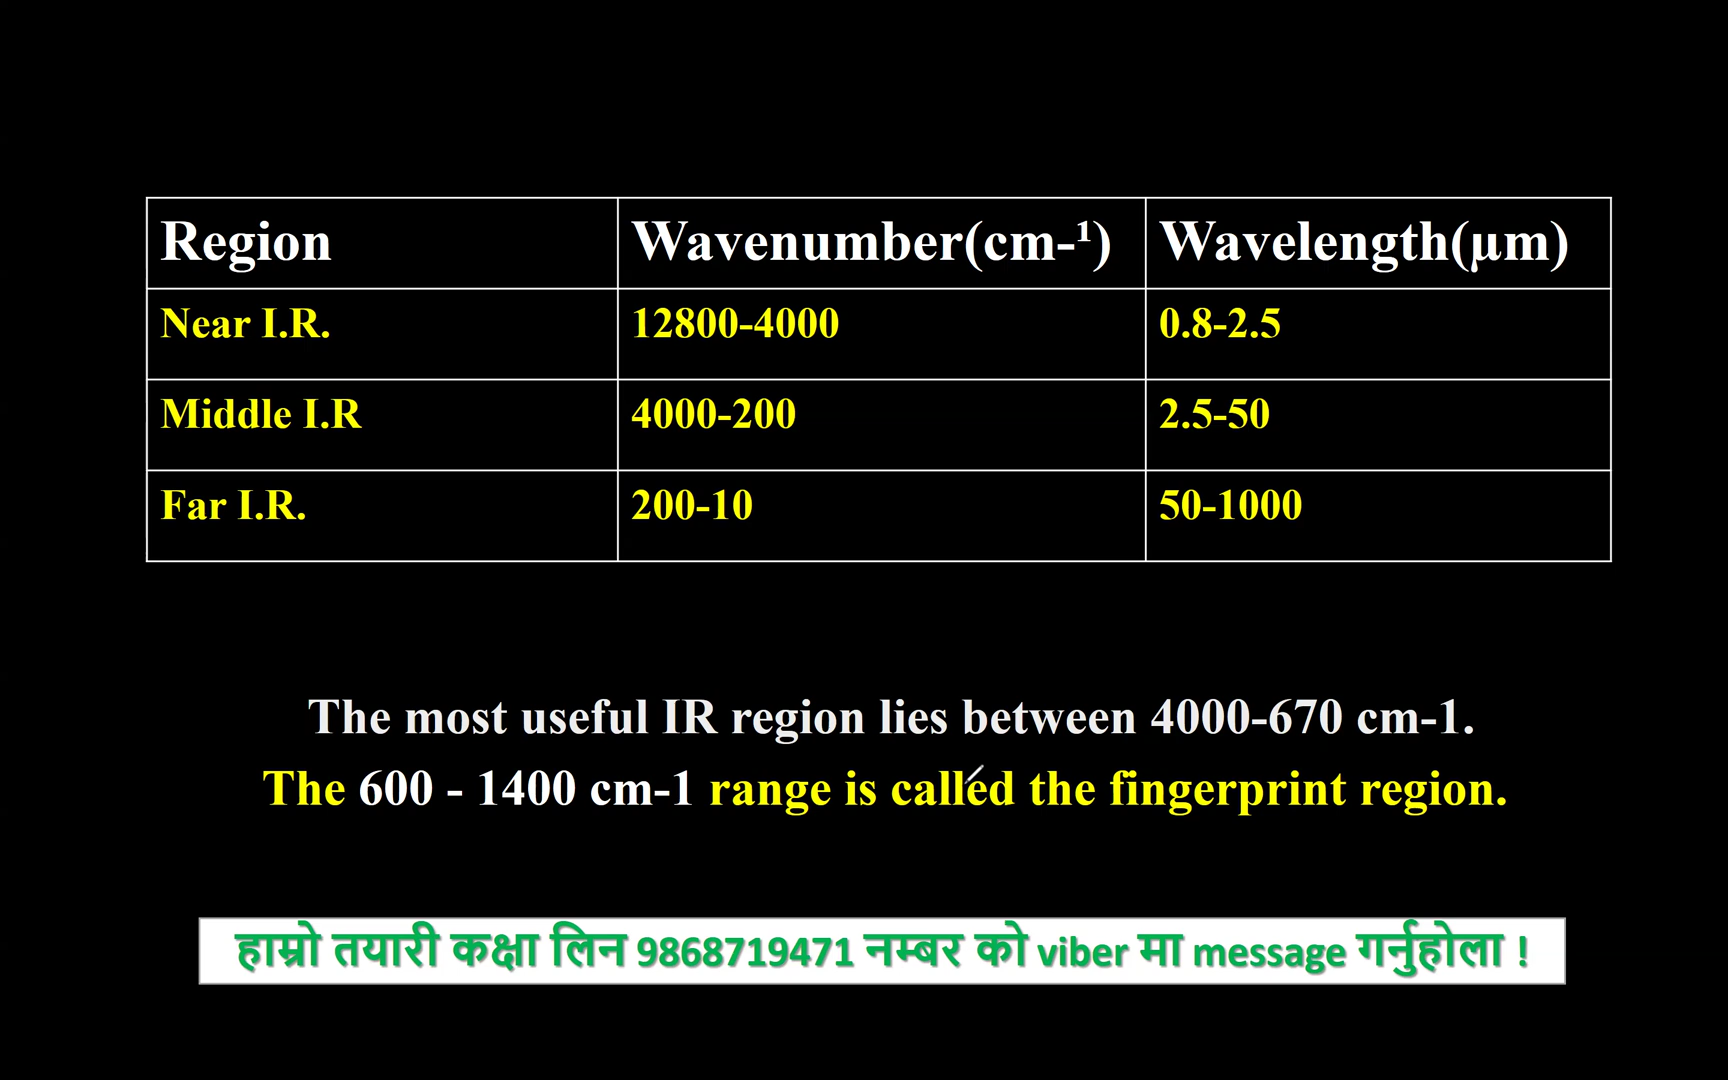 Region Wavenumber(cm-¹) Wavelength(µm)
Near I.R. 12800-4000 0.8-2.5
Middle I.R 4000-200 2.5-50
Far I.R. 200-10 50-1000
The most useful IR region lies between 4000-670 cm-1.
The 600 - 1400 cm-1 range is called the fingerprint region.
हाम्रो तयारी कक्षा लिन 9868719471 नम्बर को viber मा message गर्नुहोला !